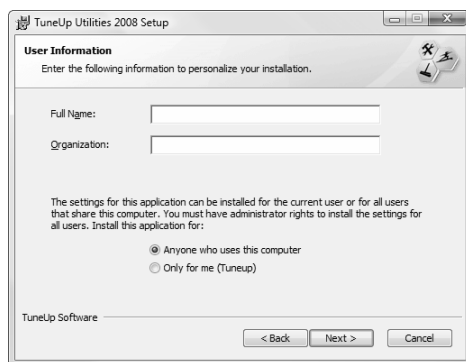 TuneUp Utilities 2008 Setup
User Information
Enter the following information to personalize your installation.
Full Name:
Organization:
The settings for this application can be installed for the current user or for all users
that share this computer. You must have administrator rights to install the settings for
all users. Install this application for:
Anyone who uses this computer
Only for me (Tuneup)
TuneUp Software
< Back
Next >
Cancel